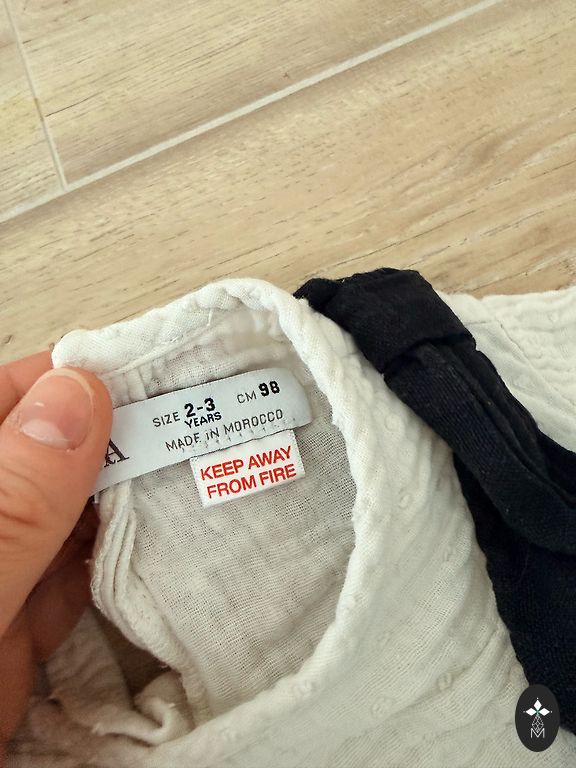 A
SIZE 2-3 YEARS CM 98
MADE IN MOROCCO
KEEP AWAY
FROM FIRE
M